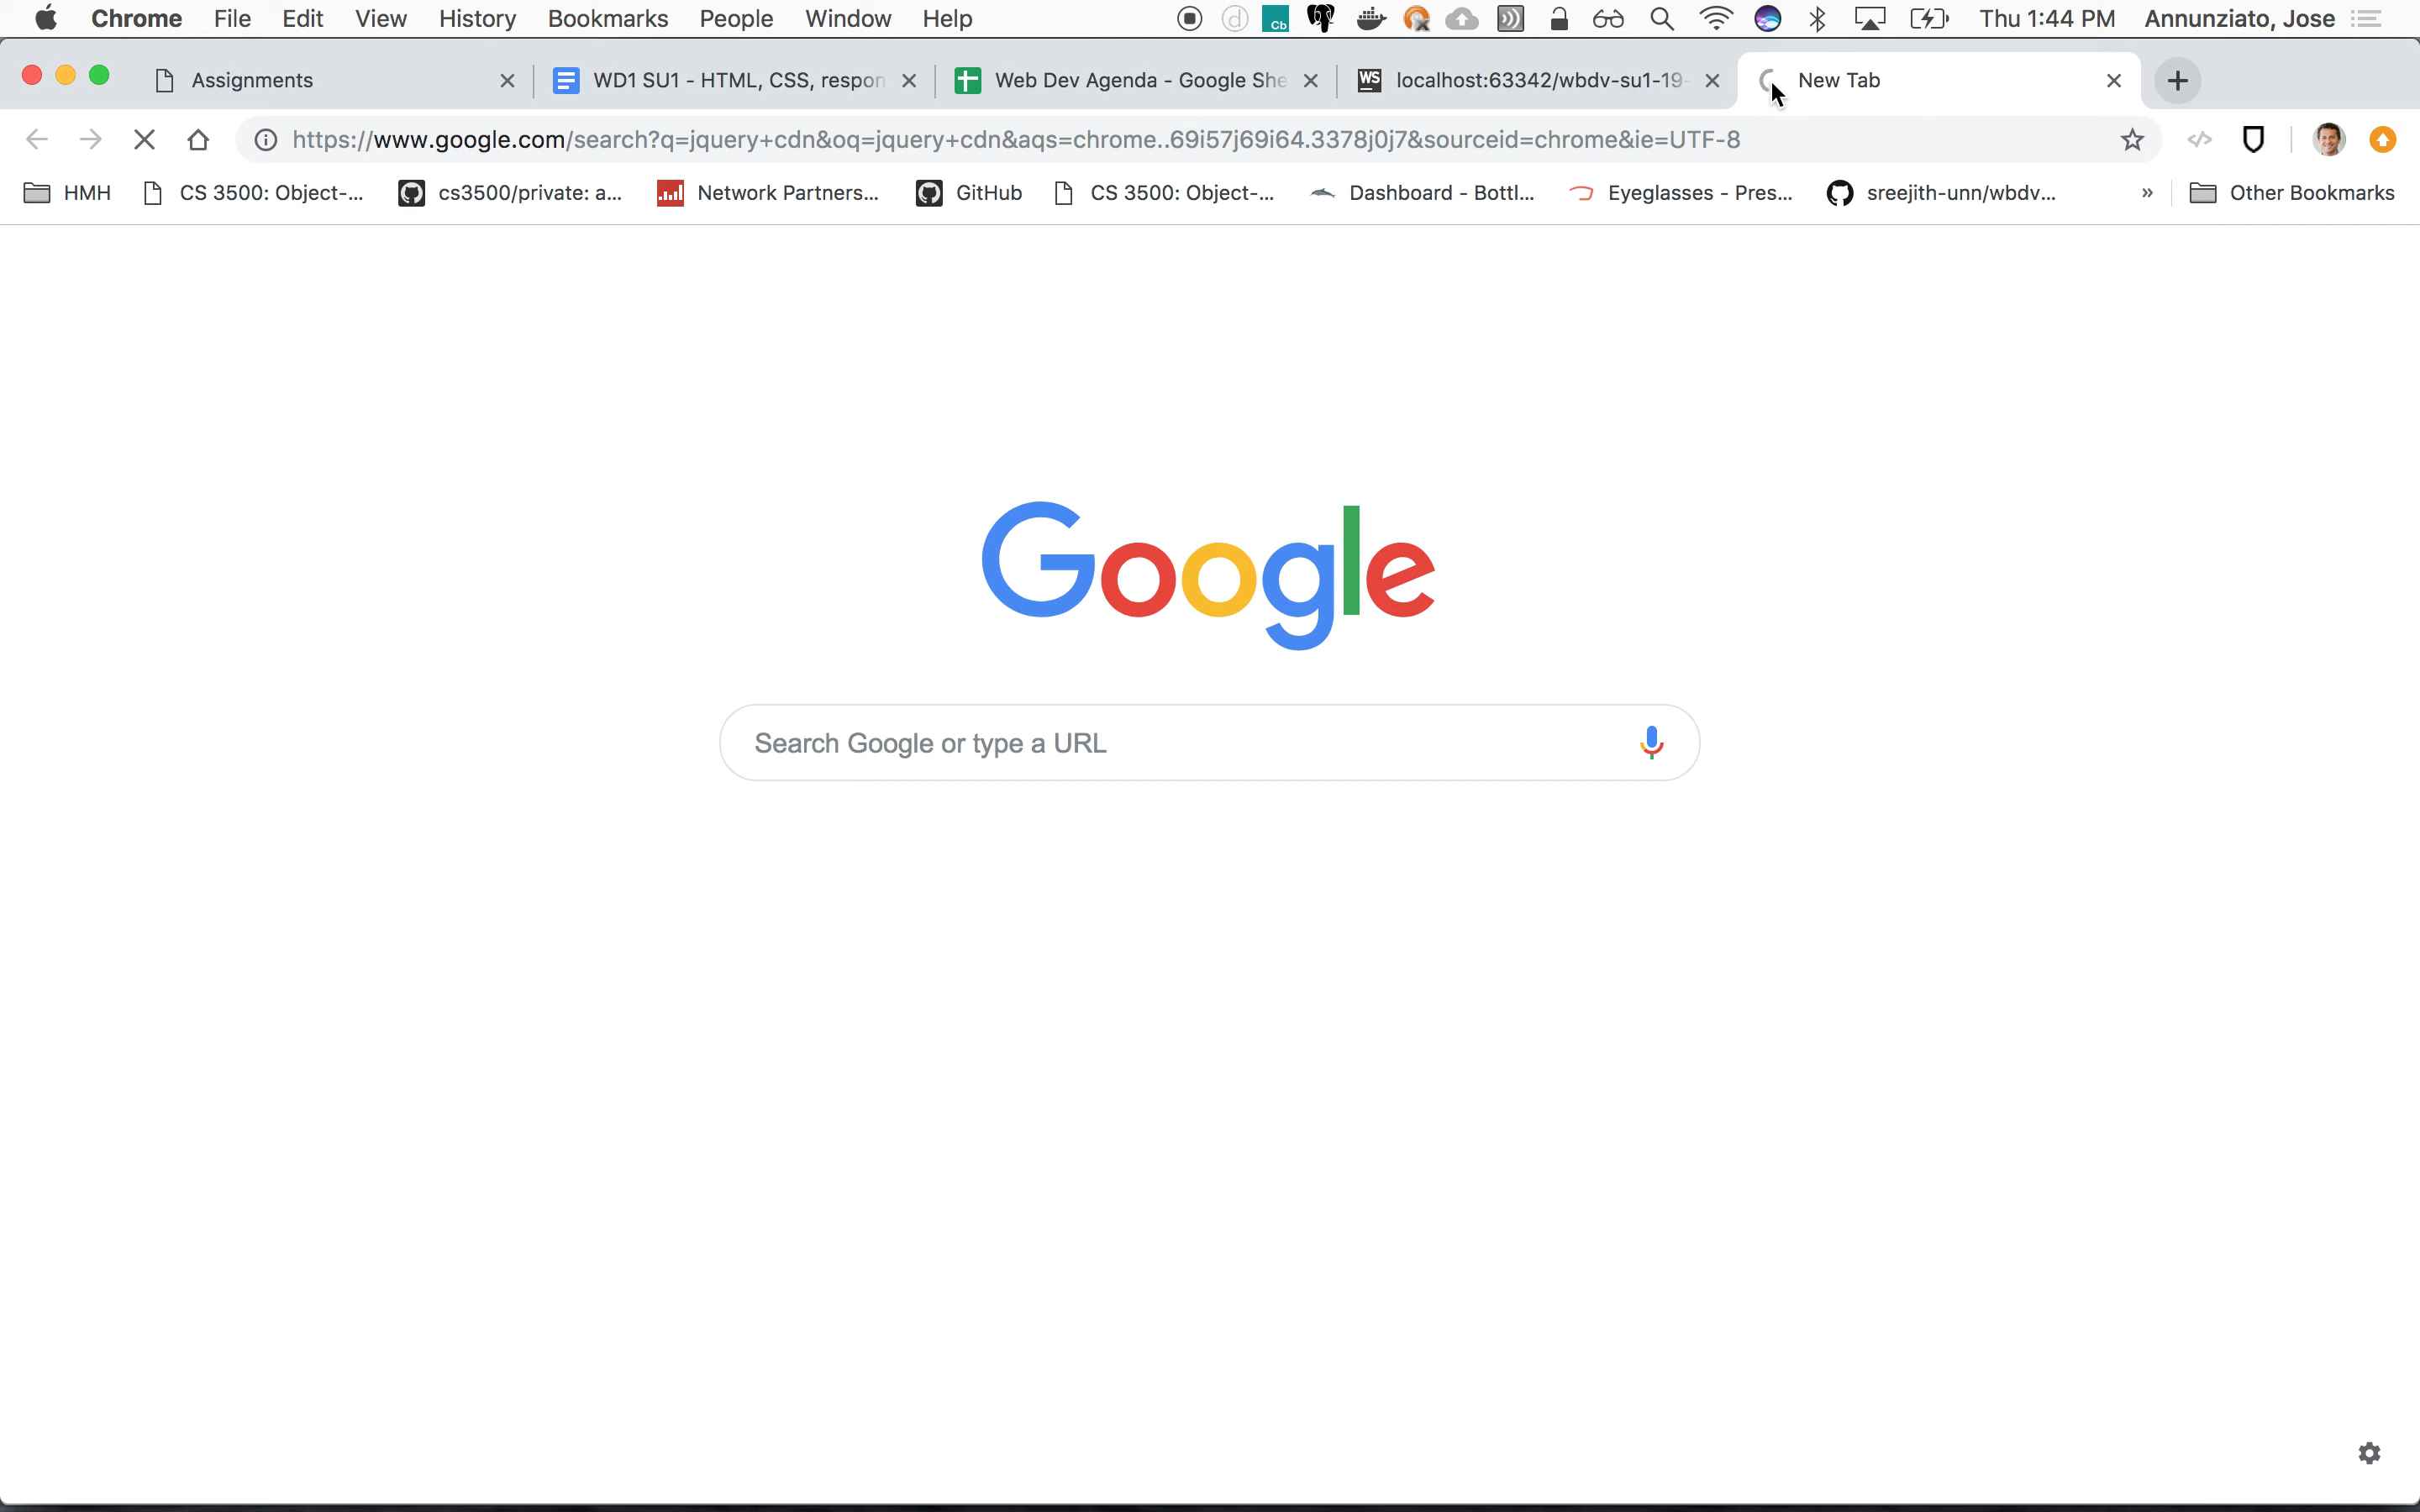 Chrome File Edit View History Bookmarks People Window Help Cb Thu 1:44 PM Annunziato, Jose
Assignments WD1 SU1 - HTML, CSS, respon Web Dev Agenda - Google She WS localhost:63342/wbdv-su1-19- New Tab
https://www.google.com/search?q=jquery+cdn&oq=jquery+cdn&aqs=chrome..69i57j69i64.3378j0j7&sourceid=chrome&ie=UTF-8
HMH CS 3500: Object-... cs3500/private: a... Network Partners... GitHub CS 3500: Object-... Dashboard - Bottl... Eyeglasses - Pres... sreejith-unn/wbdv... » Other Bookmarks
Google
Search Google or type a URL